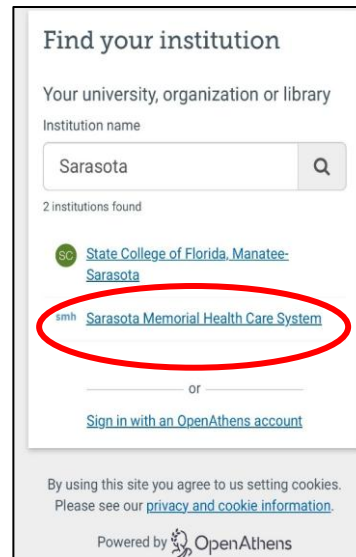 Find your institution
Your university, organization or library
Institution name
Sarasota
2 institutions found
SC State College of Florida, Manatee-
Sarasota
smh Sarasota Memorial Health Care System
or
Sign in with an OpenAthens account
By using this site you agree to us setting cookies.
Please see our privacy and cookie information.
Powered by OpenAthens